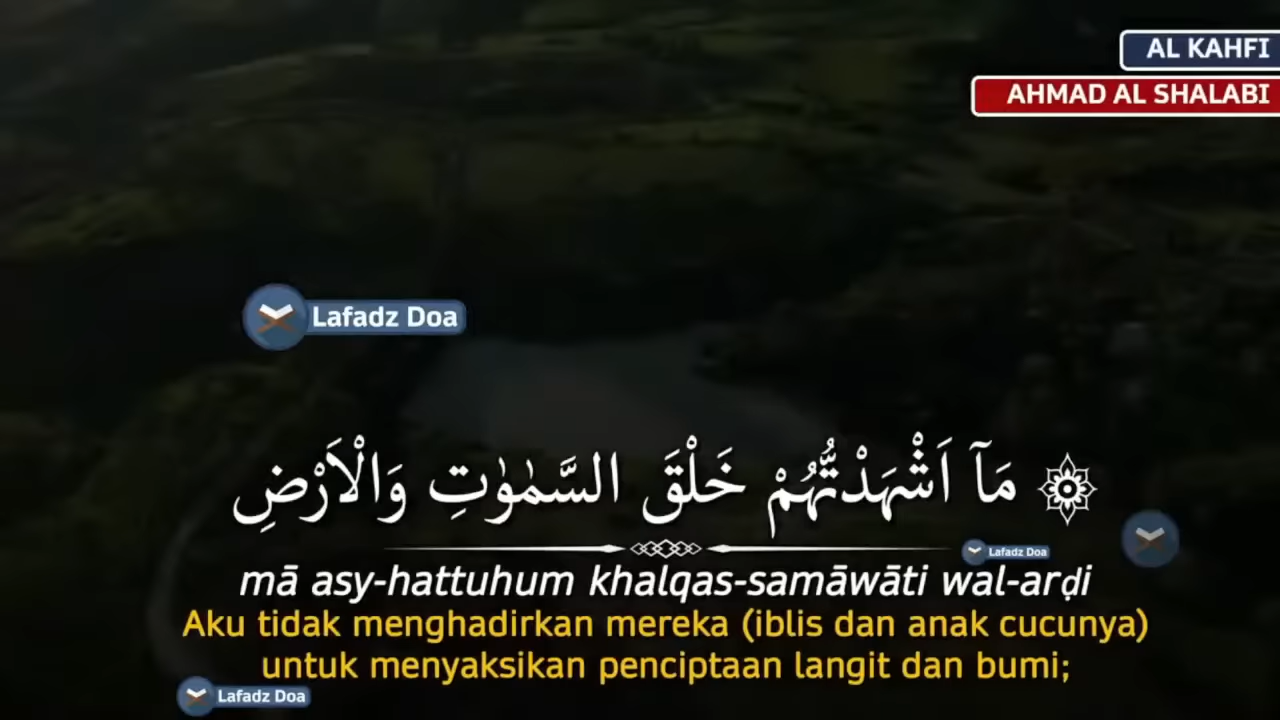 AL KAHFI
AHMAD AL SHALABI
Lafadz Doa
۞ مَآ اَشْهَدْتُّهُمْ خَلْقَ السَّمٰوٰتِ وَالْاَرْضِ
Lafadz Doa
mā asy-hattuhum khalqas-samāwāti wal-arḍi
Aku tidak menghadirkan mereka (iblis dan anak cucunya)
untuk menyaksikan penciptaan langit dan bumi;
Lafadz Doa